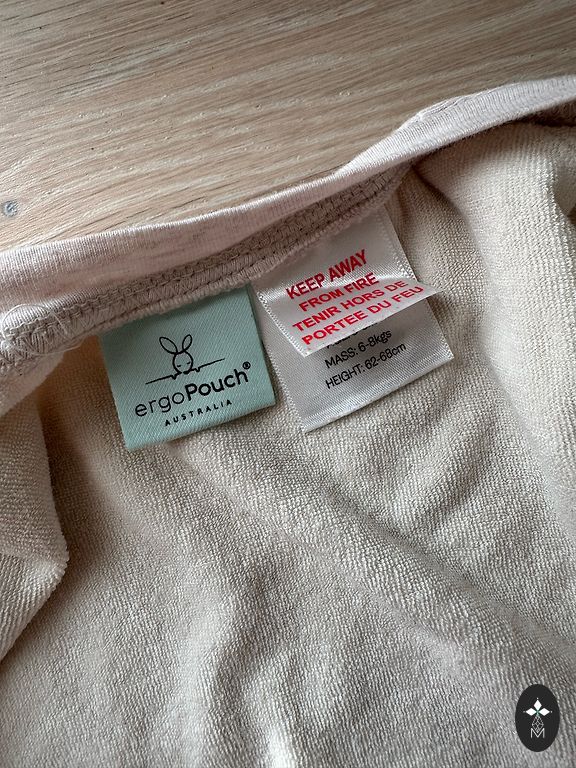 ergoPouch®
AUSTRALIA
KEEP AWAY
FROM FIRE
TENIR HORS DE
PORTEE DU FEU
MASS: 6-8kgs
HEIGHT: 62-68cm
M